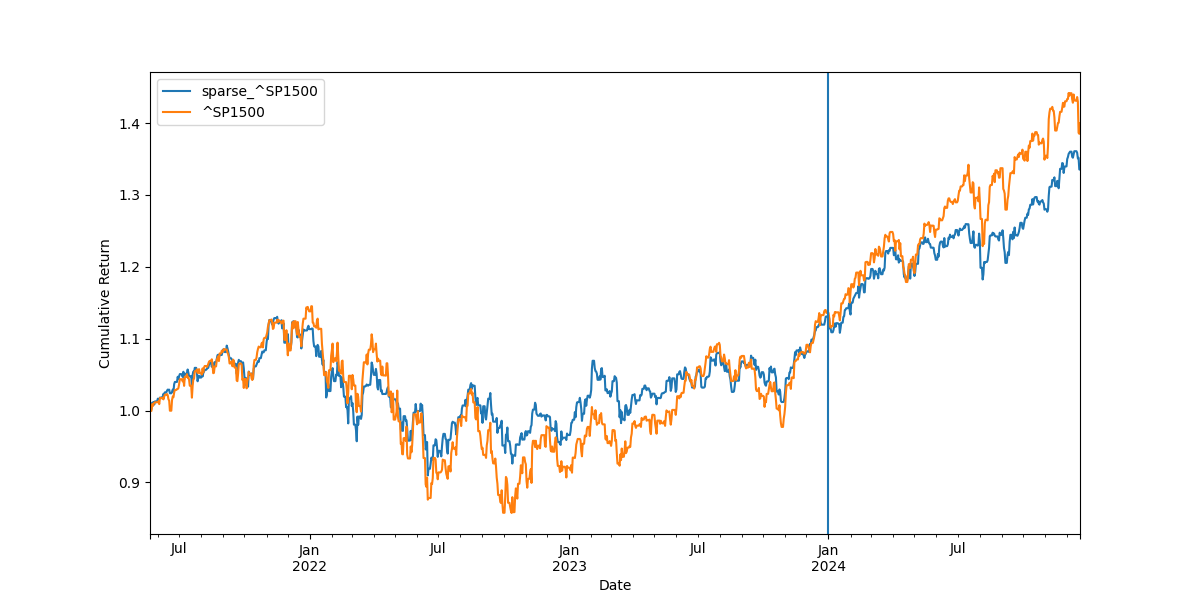 sparse_^SP1500
^SP1500
Cumulative Return
1.4
1.3
1.2
1.1
1.0
0.9
Jul
Jan
2022
Jul
Jan
2023
Jul
Jan
2024
Jul
Date